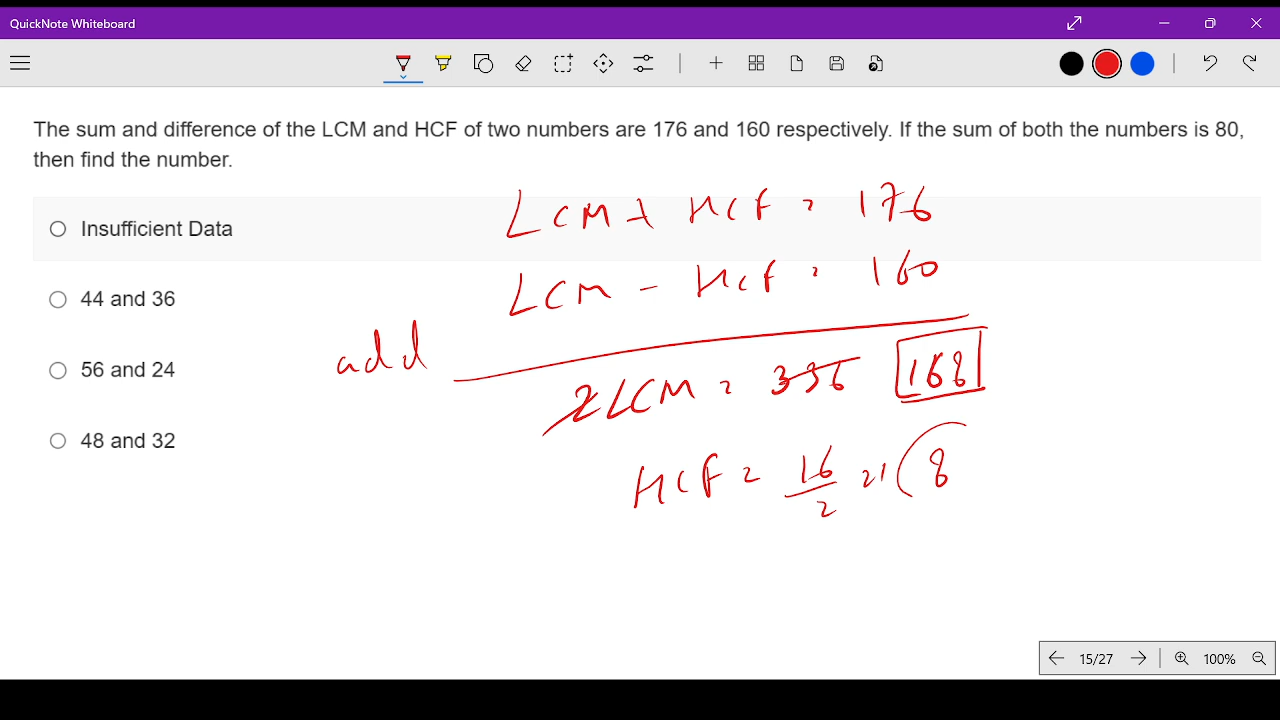 QuickNote Whiteboard
The sum and difference of the LCM and HCF of two numbers are 176 and 160 respectively. If the sum of both the numbers is 80,
then find the number.
Insufficient Data
44 and 36
56 and 24
48 and 32
LCM + HCF = 176
LCM - HCF = 160
add
2LCM = 336 168
HCF = 16/2 = 8
15/27
100%